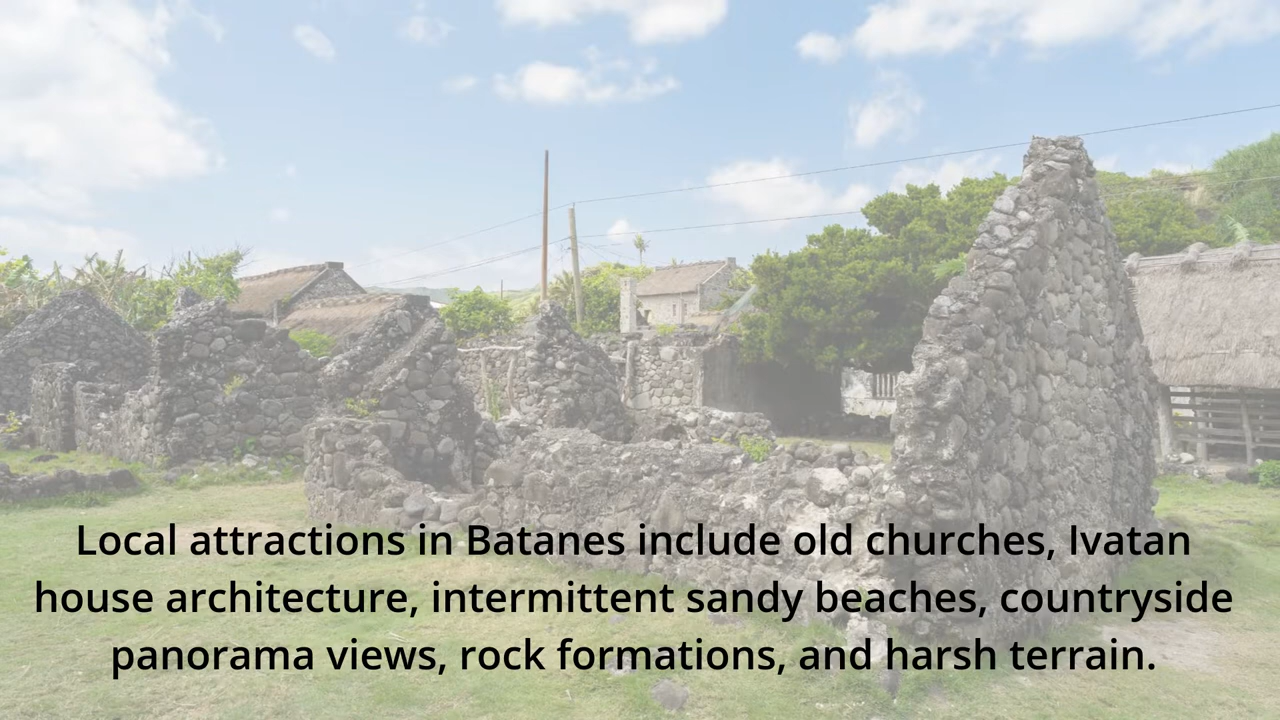 Local attractions in Batanes include old churches, Ivatan
house architecture, intermittent sandy beaches, countryside
panorama views, rock formations, and harsh terrain.